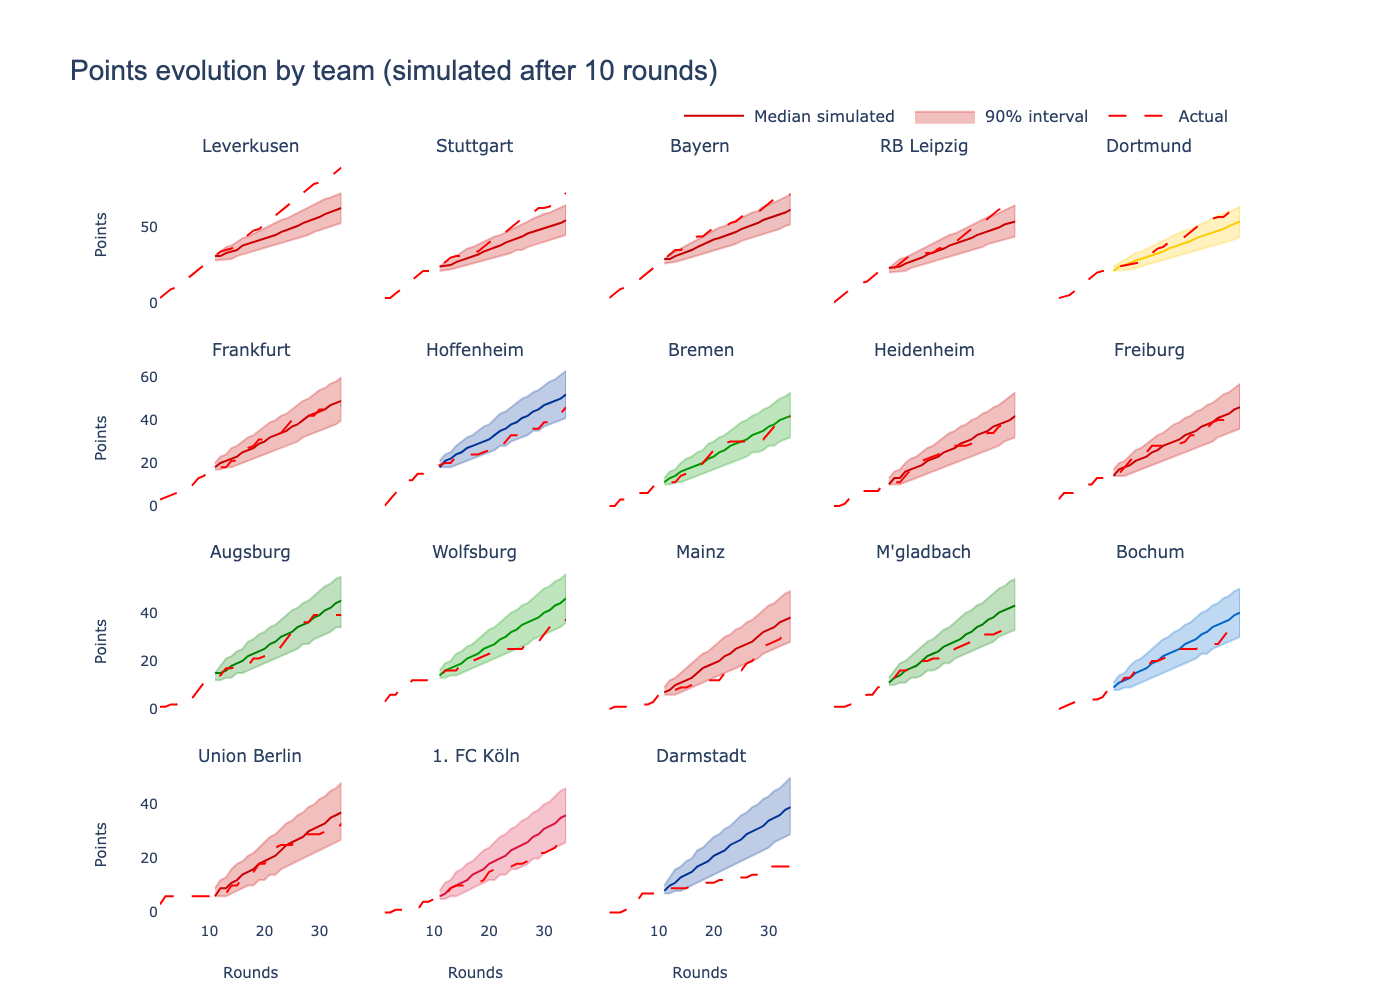 Points evolution by team (simulated after 10 rounds)
Median simulated 90% interval Actual
Leverkusen Stuttgart Bayern RB Leipzig Dortmund
Points
50
0
Frankfurt Hoffenheim Bremen Heidenheim Freiburg
Points
60
40
20
0
Augsburg Wolfsburg Mainz M'gladbach Bochum
Points
40
20
0
Union Berlin 1. FC Köln Darmstadt
Points
40
20
0
10 20 30 10 20 30 10 20 30
Rounds Rounds Rounds